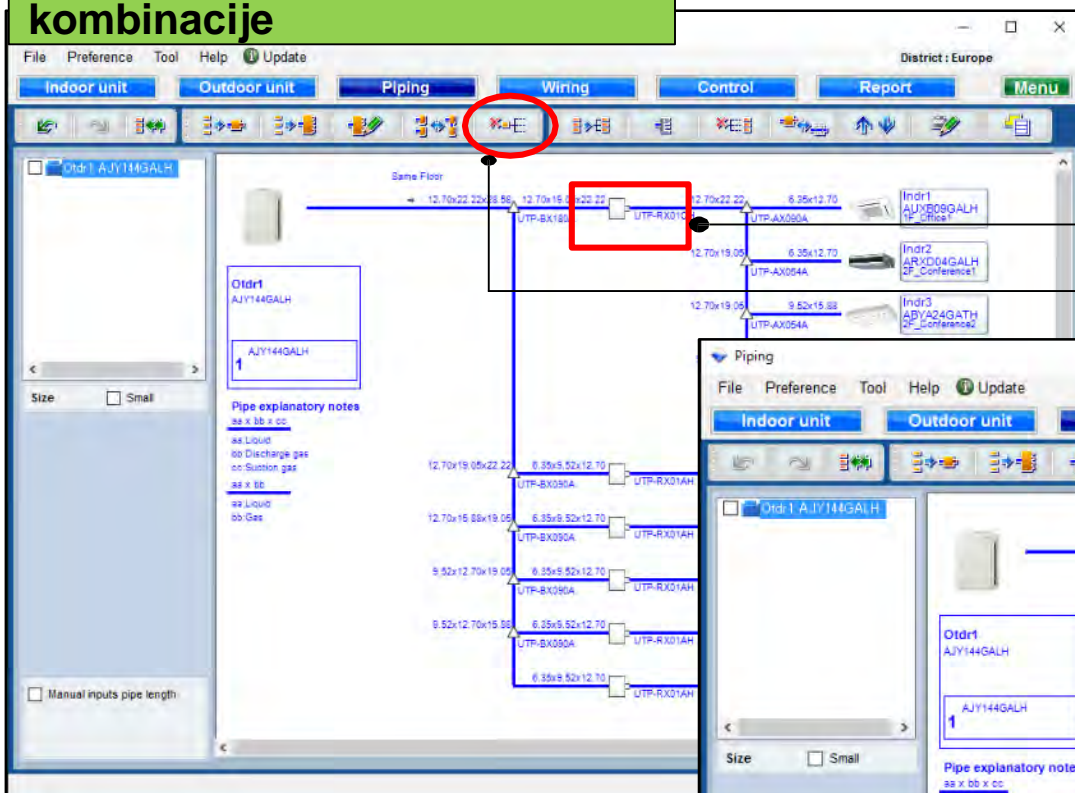 kombinacije
File Preference Tool Help Update
District : Europe
Indoor unit Outdoor unit Piping Wiring Control Report Menu
Otdr1 AJY144GALH
Size Small
Manual inputs pipe length
Same Floor
12.70x22.22x28.58 12.70x19.05x22.22
UTP-BX180A
UTP-RX01CH
12.70x22.22 6.35x12.70
UTP-AX090A
Indr1
AUXB09GALH
1F_Office1
12.70x19.05 6.35x12.70
UTP-AX054A
Indr2
ARXD04GALH
2F_Conference1
12.70x19.05 9.52x15.88
UTP-AX054A
Indr3
ABYA24GATH
2F_Conference2
Otdr1
AJY144GALH
AJY144GALH
1
Pipe explanatory notes
aa x bb x cc
aa:Liquid
bb:Discharge gas
cc:Suction gas
aa x bb
aa:Liquid
bb:Gas
12.70x19.05x22.22 6.35x9.52x12.70
UTP-BX090A UTP-RX01AH
12.70x15.88x19.05 6.35x9.52x12.70
UTP-BX090A UTP-RX01AH
9.52x12.70x19.05 6.35x9.52x12.70
UTP-BX090A UTP-RX01AH
9.52x12.70x15.88 6.35x9.52x12.70
UTP-BX090A UTP-RX01AH
6.35x9.52x12.70
UTP-RX01AH
Piping
File Preference Tool Help Update
Indoor unit Outdoor unit
Otdr1 AJY144GALH
Size Small
Otdr1
AJY144GALH
AJY144GALH
1
Pipe explanatory note
aa x bb x cc